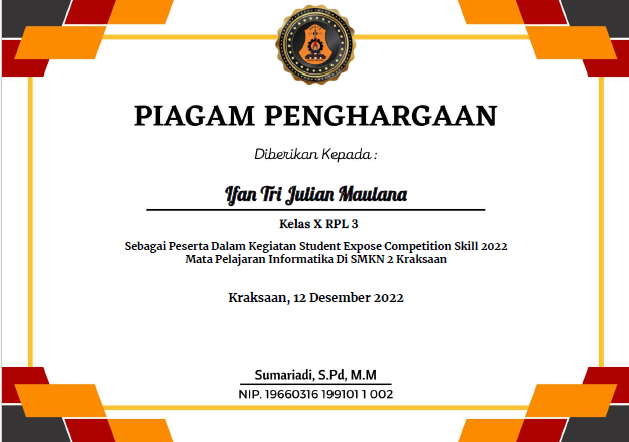 PIAGAM PENGHARGAAN
Diberikan Kepada :
Ifan Tri Julian Maulana
Kelas X RPL 3
Sebagai Peserta Dalam Kegiatan Student Expose Competition Skill 2022
Mata Pelajaran Informatika Di SMKN 2 Kraksaan
Kraksaan, 12 Desember 2022
Sumariadi, S.Pd, M.M
NIP. 19660316 199101 1 002